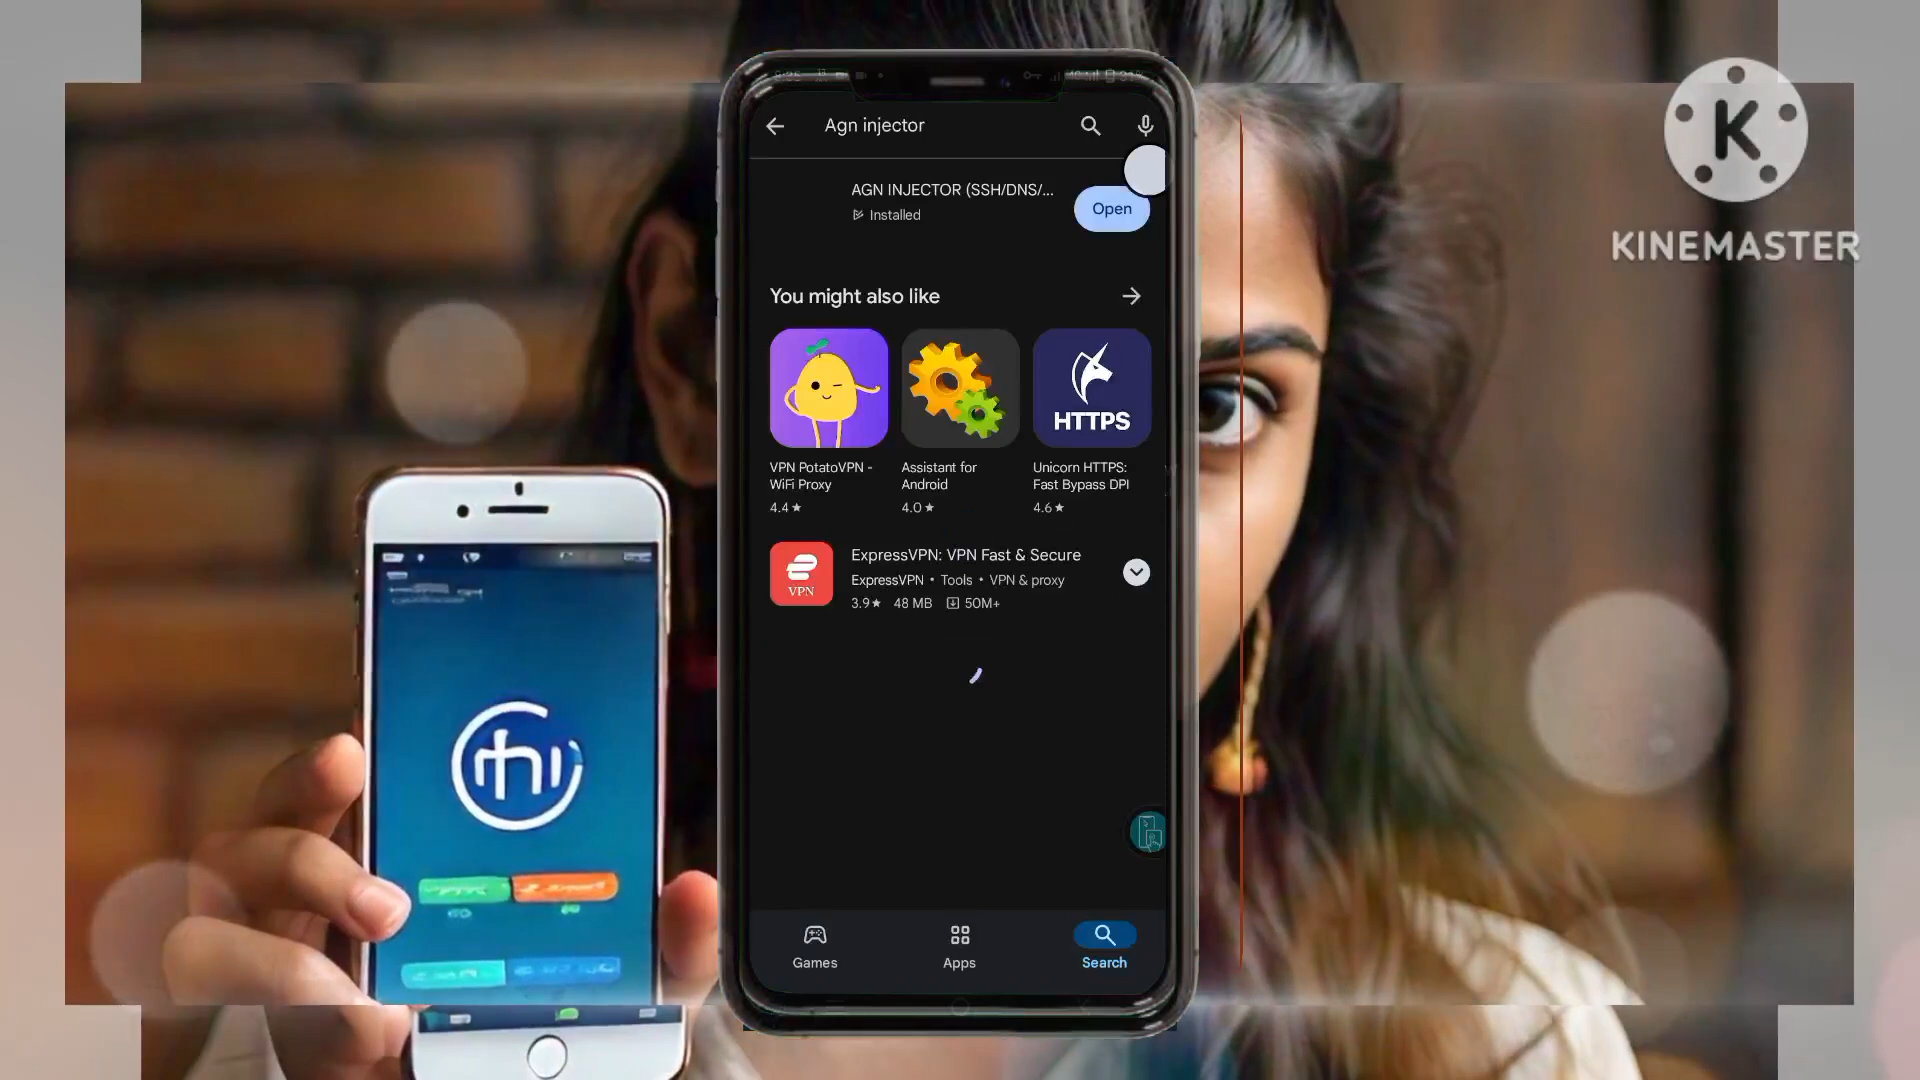 Agn injector
AGN INJECTOR (SSH/DNS/...
Installed
Open
You might also like
HTTPS
VPN PotatoVPN -
WiFi Proxy
4.4★
Assistant for
Android
4.0★
Unicorn HTTPS:
Fast Bypass DPI
4.6★
VPN
ExpressVPN: VPN Fast & Secure
ExpressVPN • Tools • VPN & proxy
3.9★ 48 MB 50M+
Games
Apps
Search
K
KINEMASTER